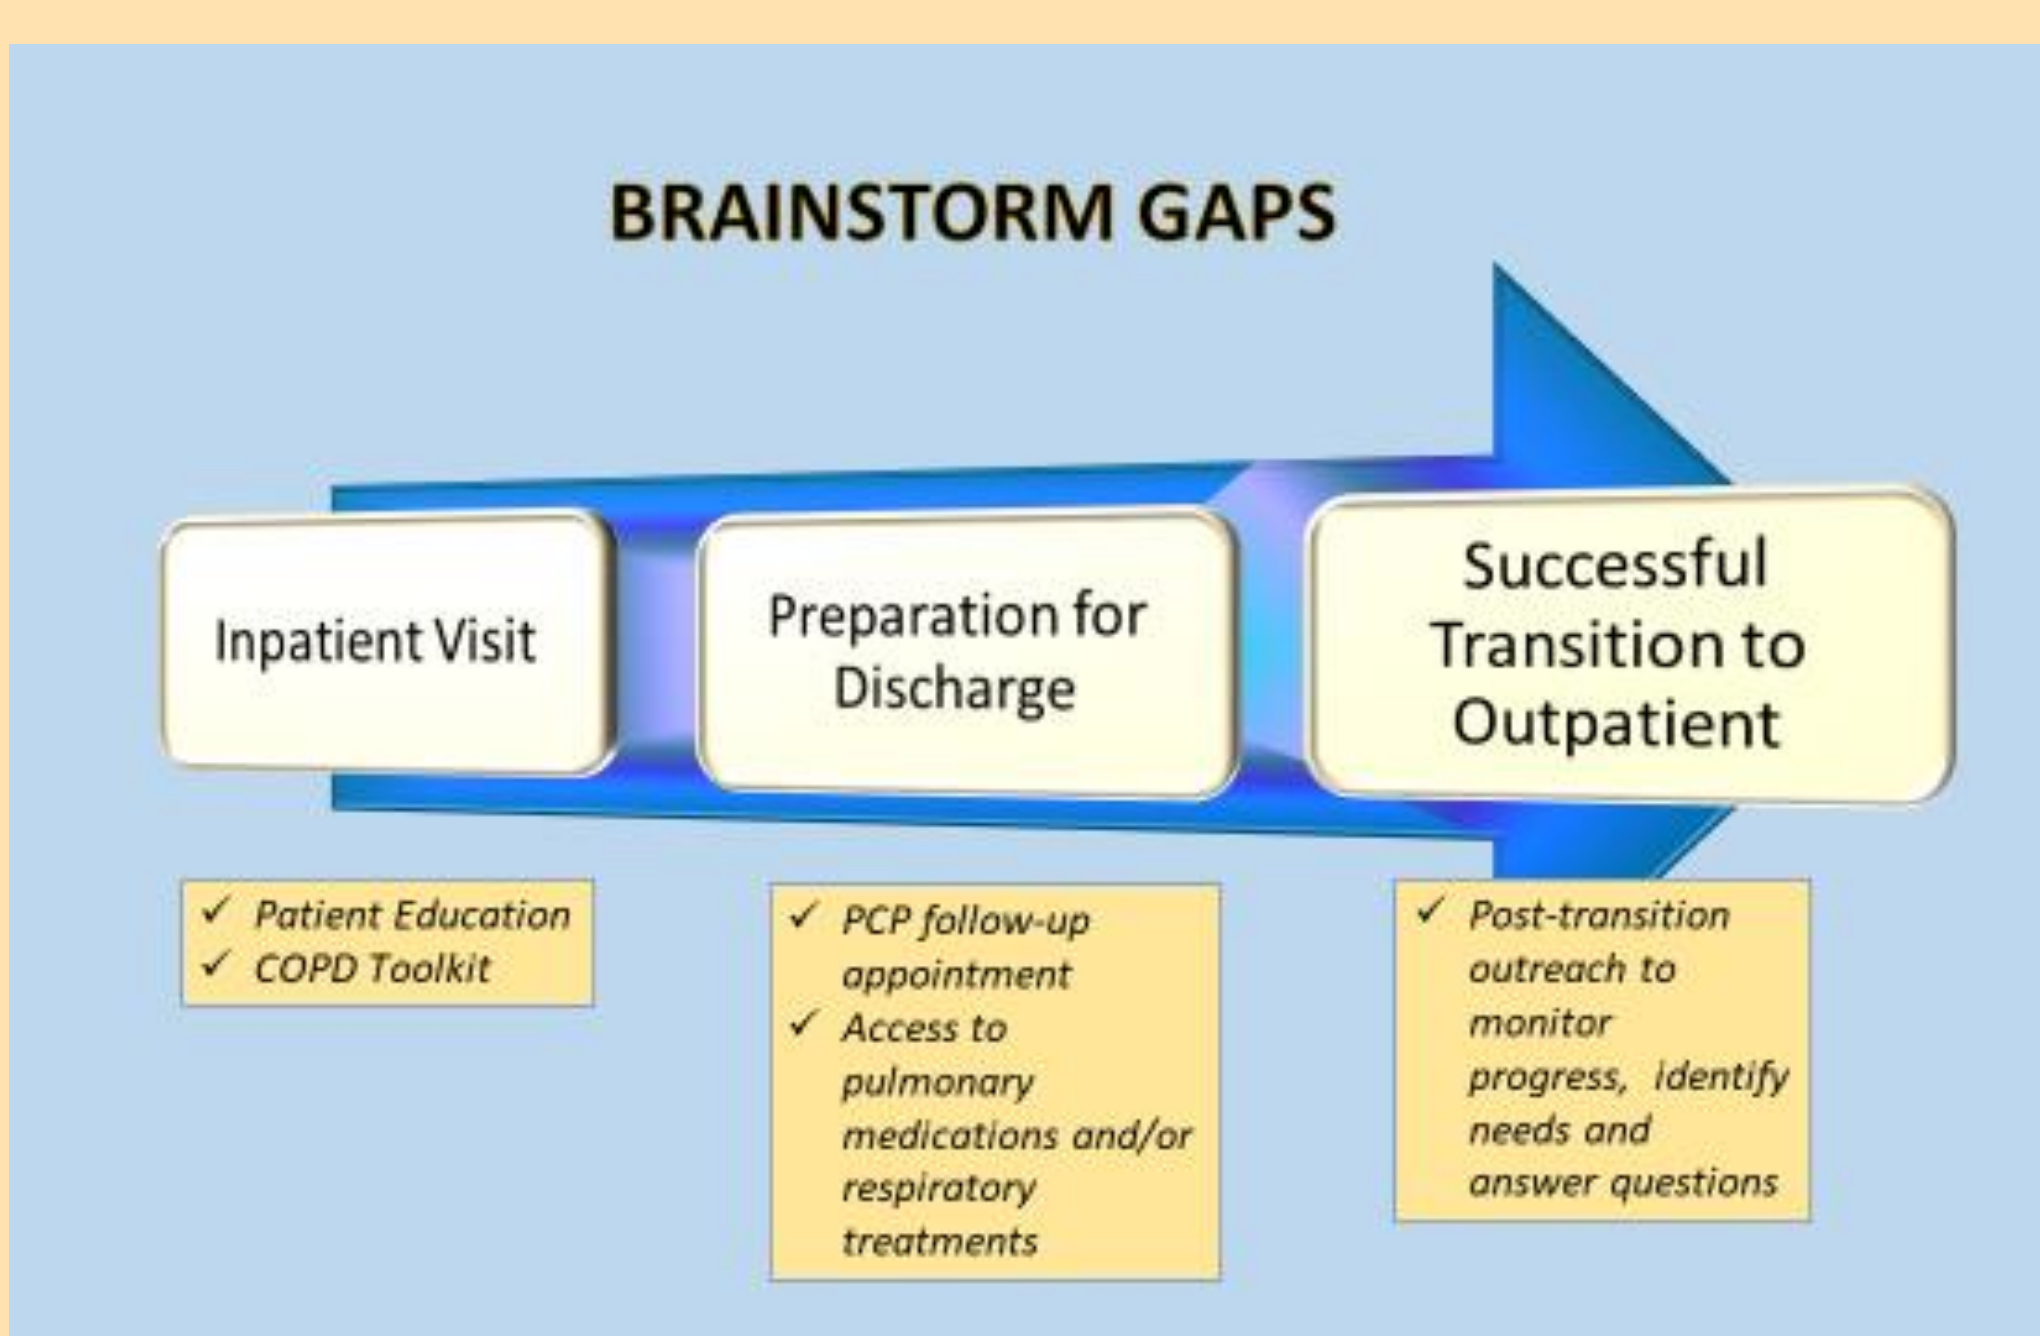 BRAINSTORM GAPS
Inpatient Visit
Preparation for
Discharge
Successful
Transition to
Outpatient
✓ Patient Education
✓ COPD Toolkit
✓ PCP follow-up
appointment
✓ Access to
pulmonary
medications and/or
respiratory
treatments
✓ Post-transition
outreach to
monitor
progress, identify
needs and
answer questions